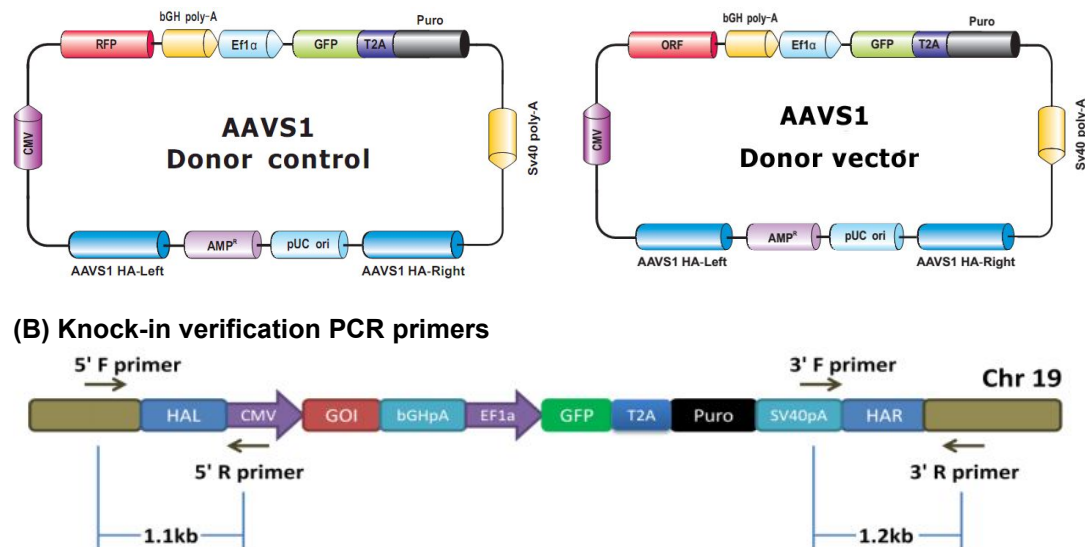 bGH poly-A
Puro
RFP
Ef1α
GFP
T2A
CMV
AAVS1
Donor control
Sv40 poly-A
AMPᴿ
pUC ori
AAVS1 HA-Left
AAVS1 HA-Right
bGH poly-A
Puro
ORF
Ef1α
GFP
T2A
CMV
AAVS1
Donor vector
Sv40 poly-A
AMPᴿ
pUC ori
AAVS1 HA-Left
AAVS1 HA-Right
(B) Knock-in verification PCR primers
5' F primer
3' F primer
Chr 19
HAL
CMV
GOI
bGHpA
EF1a
GFP
T2A
Puro
SV40pA
HAR
5' R primer
3' R primer
1.1kb
1.2kb